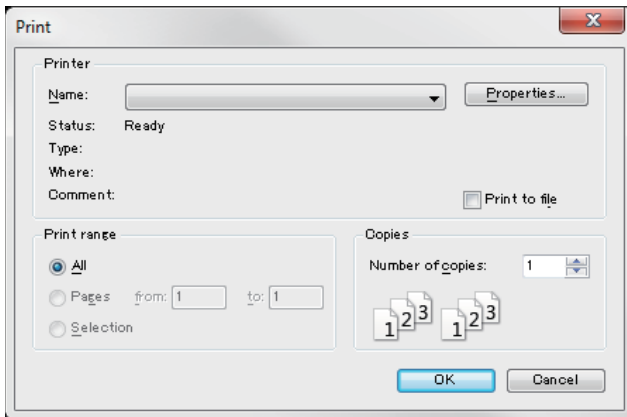 Print
Printer
Name:
Properties...
Status: Ready
Type:
Where:
Comment:
Print to file
Print range
All
Pages from: 1 to: 1
Selection
Copies
Number of copies: 1
1 2 3 1 2 3
OK Cancel